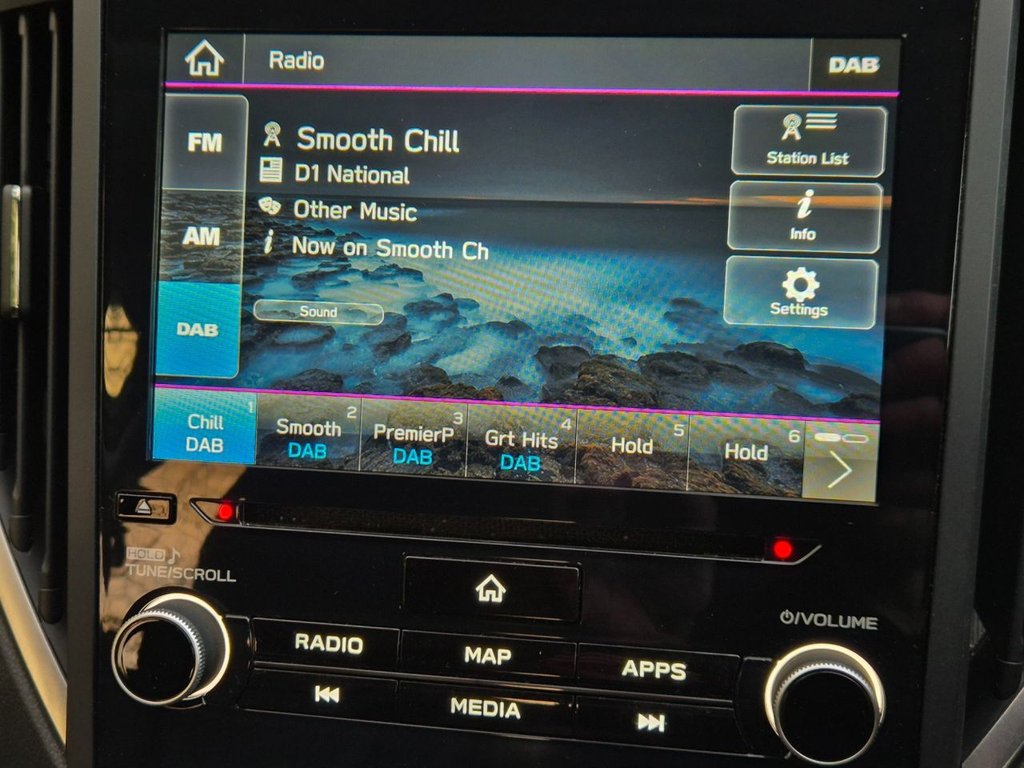 Radio
DAB
FM
Smooth Chill
Station List
D1 National
Other Music
i
Info
AM
i Now on Smooth Ch
Settings
Sound
DAB
1
Chill
DAB
2
Smooth
DAB
3
PremierP
DAB
4
Grt Hits
DAB
5
Hold
6
Hold
HOLD
TUNE/SCROLL
/VOLUME
RADIO
MAP
APPS
MEDIA